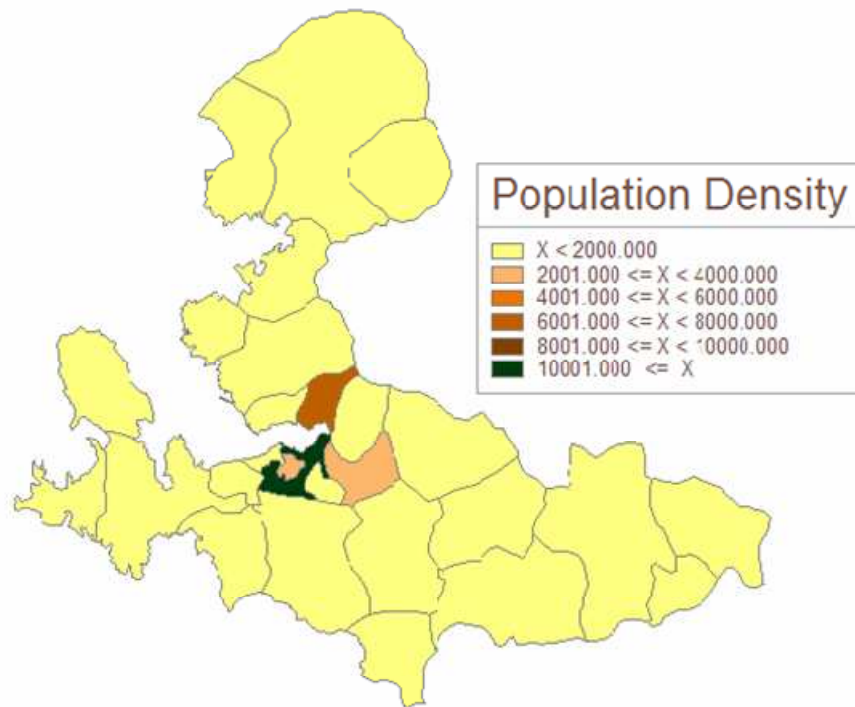 Population Density
X < 2000.000
2001.000 <= X < 4000.000
4001.000 <= X < 6000.000
6001.000 <= X < 8000.000
8001.000 <= X < 10000.000
10001.000 <= X